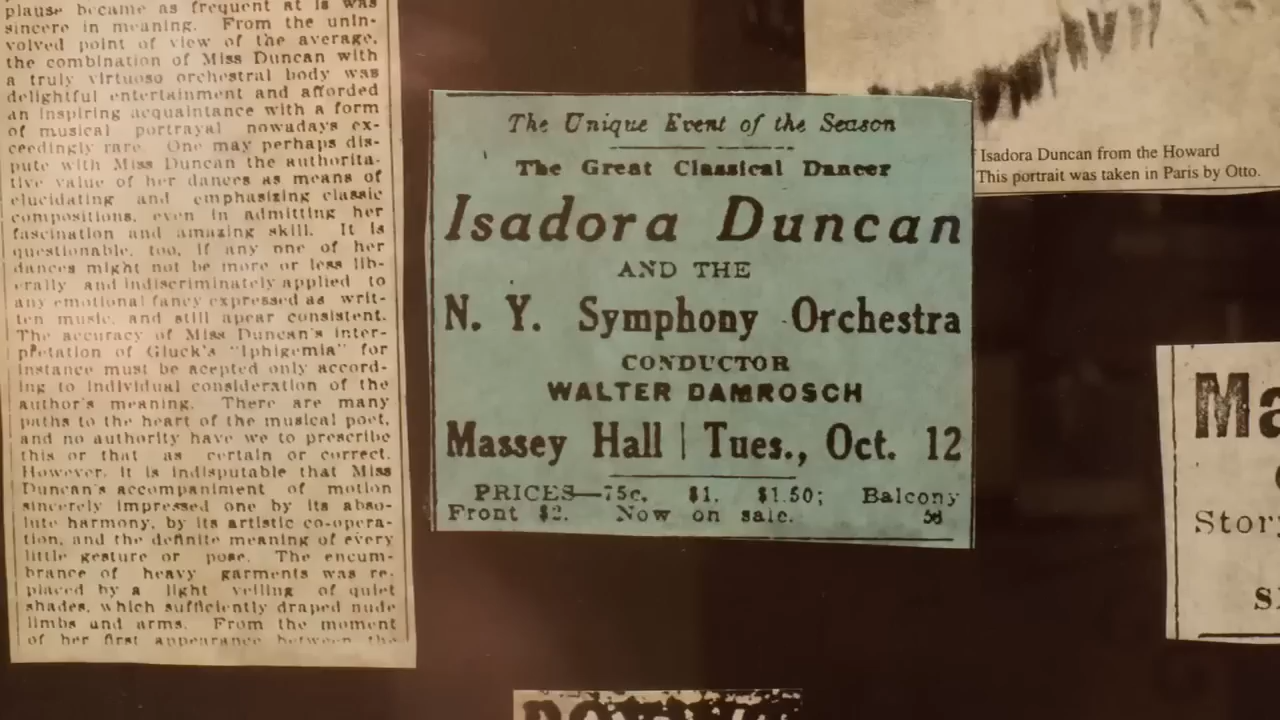 plause became as frequent at is was
sincere in meaning. From the unin-
volved point of view of the average,
the combination of Miss Duncan with
a truly virtuoso orchestral body was
delightful entertainment and afforded
an inspiring acquaintance with a form
of musical portrayal nowadays ex-
ceedingly rare. One may perhaps dis-
pute with Miss Duncan the authorita-
tive value of her dances as means of
elucidating and emphasizing classic
compositions, even in admitting her
fascination and amazing skill. It is
questionable, too, if any one of her
dances might not be more or less lib-
erally and indiscriminately applied to
any emotional fancy expressed as writ-
ten music, and still apear consistent.
The accuracy of Miss Duncan's inter-
pretation of Gluck's "Iphigemia" for
instance must be acepted only accord-
ing to individual consideration of the
author's meaning. There are many
paths to the heart of the musical poet,
and no authority have we to prescribe
this or that as certain or correct.
However, it is indisputable that Miss
Duncan's accompaniment of motion
sincerely impressed one by its abso-
lute harmony, by its artistic co-opera-
tion, and the definite meaning of every
little gesture or pose. The encum-
brance of heavy garments was re-
placed by a light veiling of quiet
shades, which sufficiently draped nude
limbs and arms. From the moment
of her first appearance between the
The Unique Event of the Season
The Great Classical Dancer
Isadora Duncan
AND THE
N. Y. Symphony Orchestra
CONDUCTOR
WALTER DAMROSCH
Massey Hall | Tues., Oct. 12
PRICES—75c, $1. $1.50; Balcony
Front $2. Now on sale.
Isadora Duncan from the Howard
This portrait was taken in Paris by Otto.
Ma
Stor